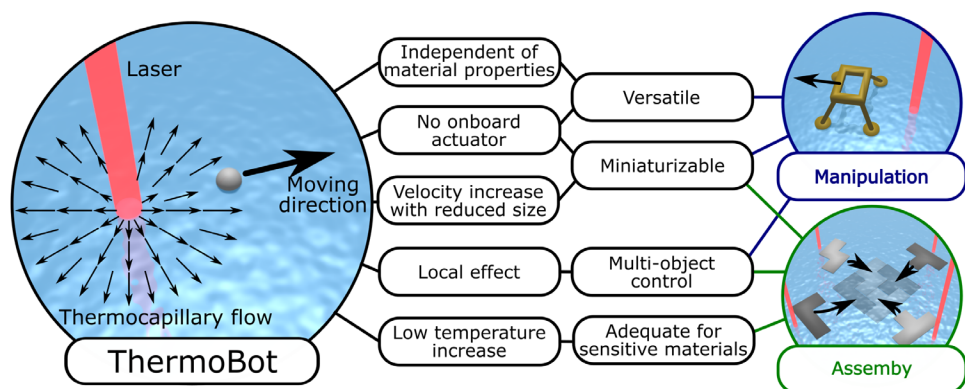 Laser
Moving
direction
Thermocapillary flow
ThermoBot
Independent of
material properties
No onboard
actuator
Velocity increase
with reduced size
Local effect
Low temperature
increase
Versatile
Miniaturizable
Multi-object
control
Adequate for
sensitive materials
Manipulation
Assemby